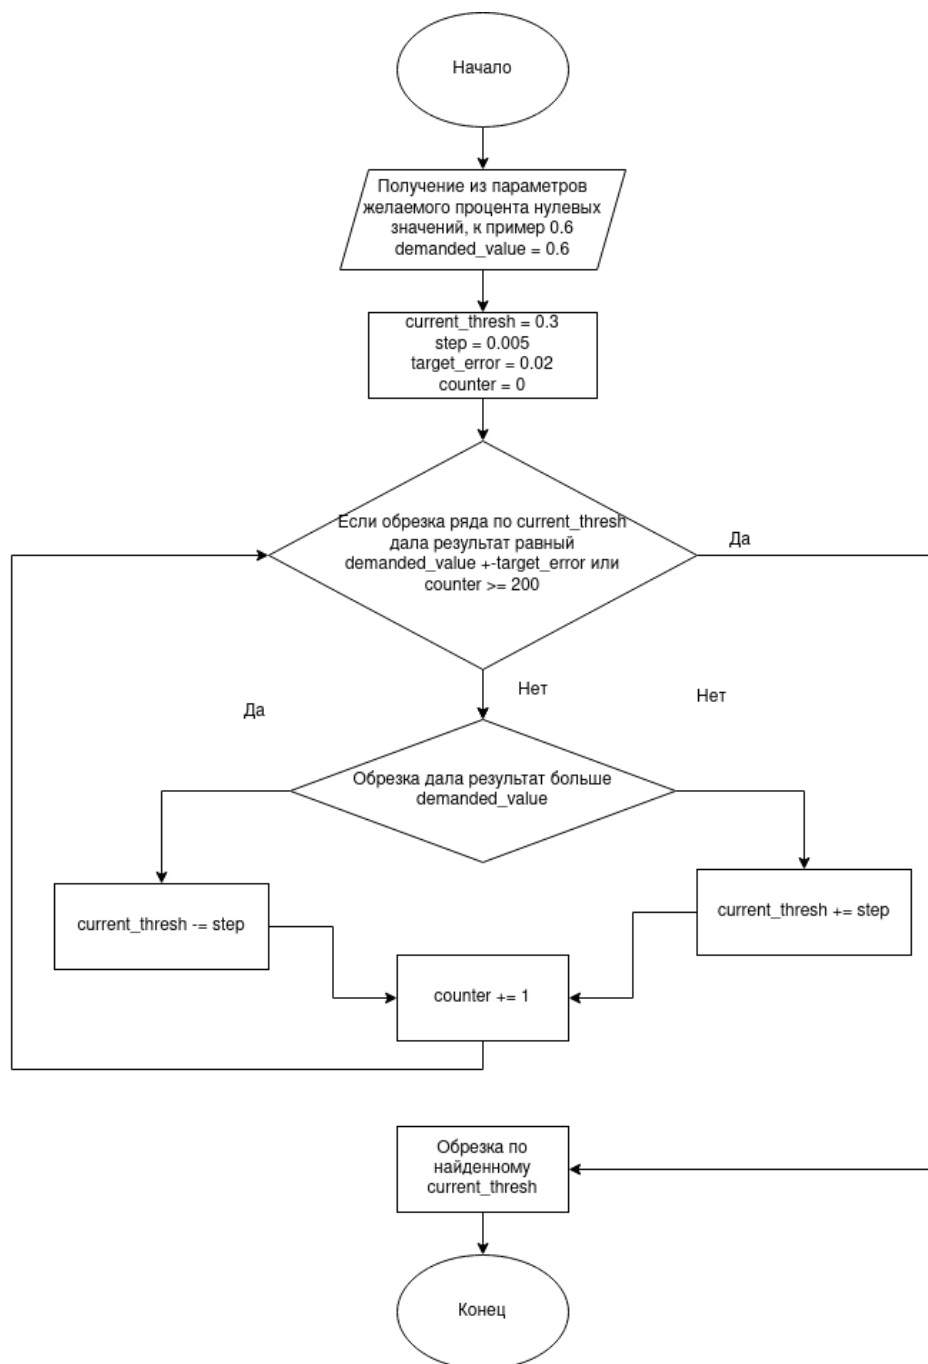 Начало
Получение из параметров
желаемого процента нулевых
значений, к пример 0.6
demanded_value = 0.6
current_thresh = 0.3
step = 0.005
target_error = 0.02
counter = 0
Если обрезка ряда по current_thresh
дала результат равный
demanded_value +-target_error или
counter >= 200
Да
Нет
Да
Нет
Обрезка дала результат больше
demanded_value
current_thresh -= step
current_thresh += step
counter += 1
Обрезка по
найденному
current_thresh
Конец